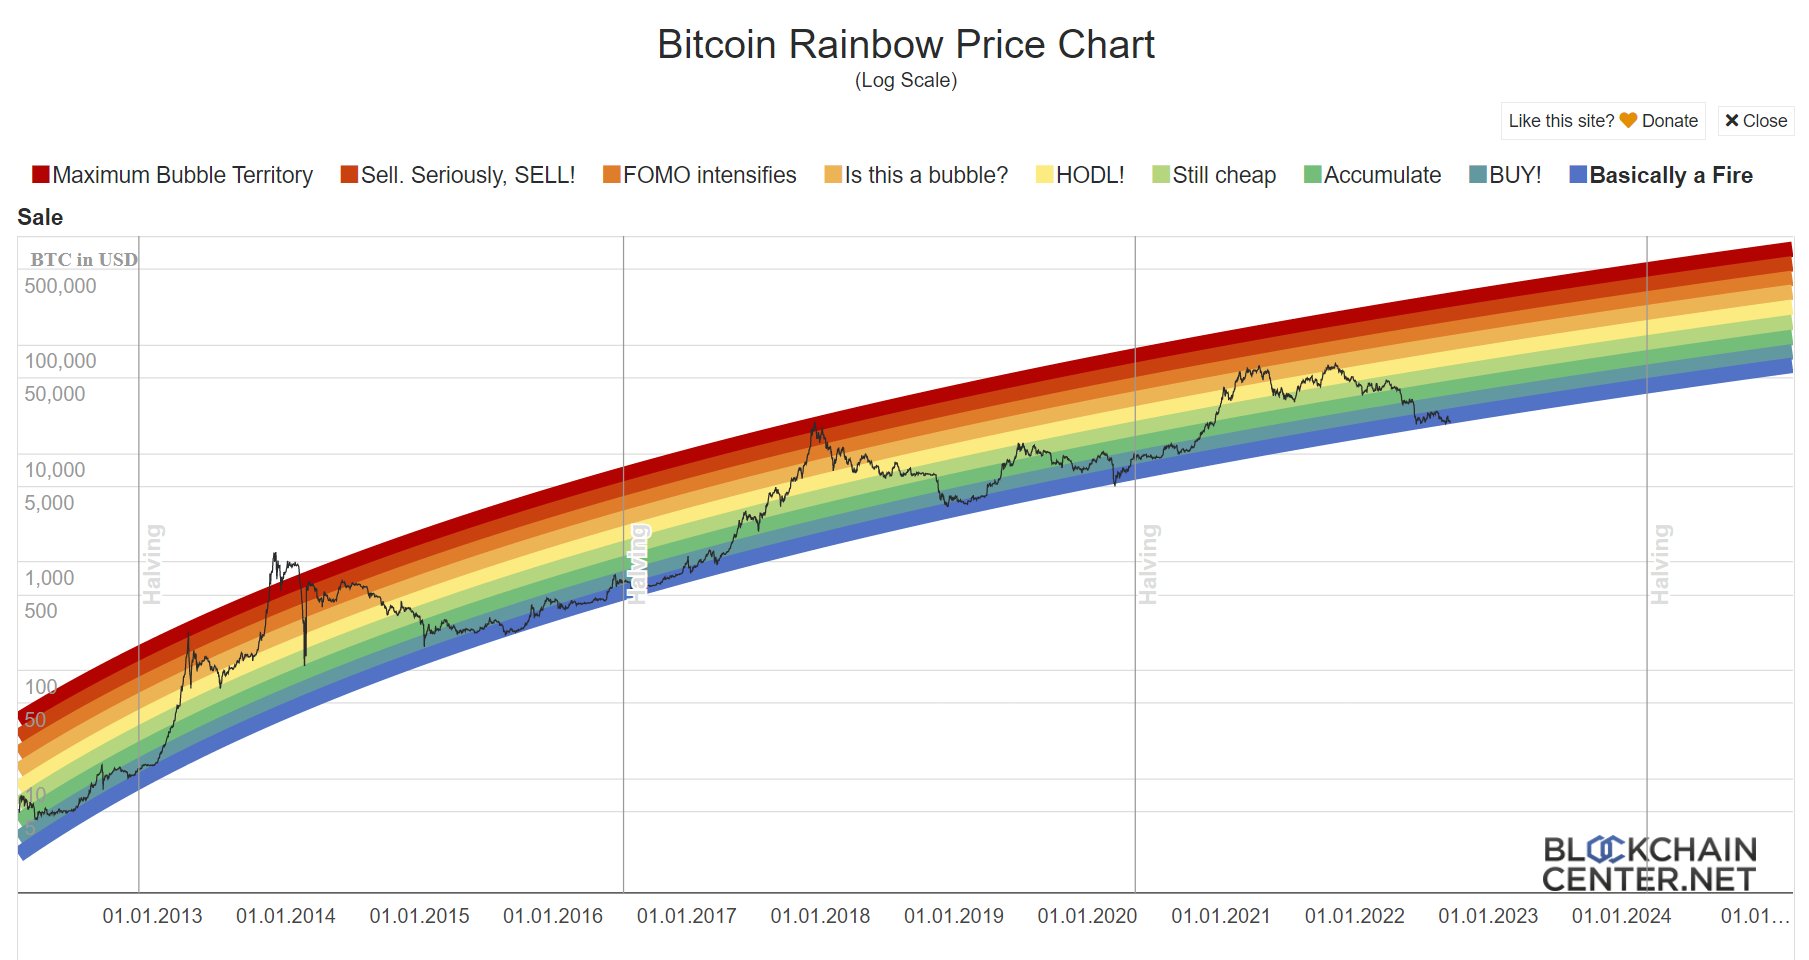 Bitcoin Rainbow Price Chart
(Log Scale)
Like this site? Donate
Close
Maximum Bubble Territory Sell. Seriously, SELL! FOMO intensifies Is this a bubble? HODL! Still cheap Accumulate BUY! Basically a Fire
Sale
BTC in USD
500,000
100,000
50,000
10,000
5,000
1,000
500
100
50
10
5
Halving
Halving
Halving
Halving
BLOCKCHAIN
CENTER.NET
01.01.2013 01.01.2014 01.01.2015 01.01.2016 01.01.2017 01.01.2018 01.01.2019 01.01.2020 01.01.2021 01.01.2022 01.01.2023 01.01.2024 01.01...